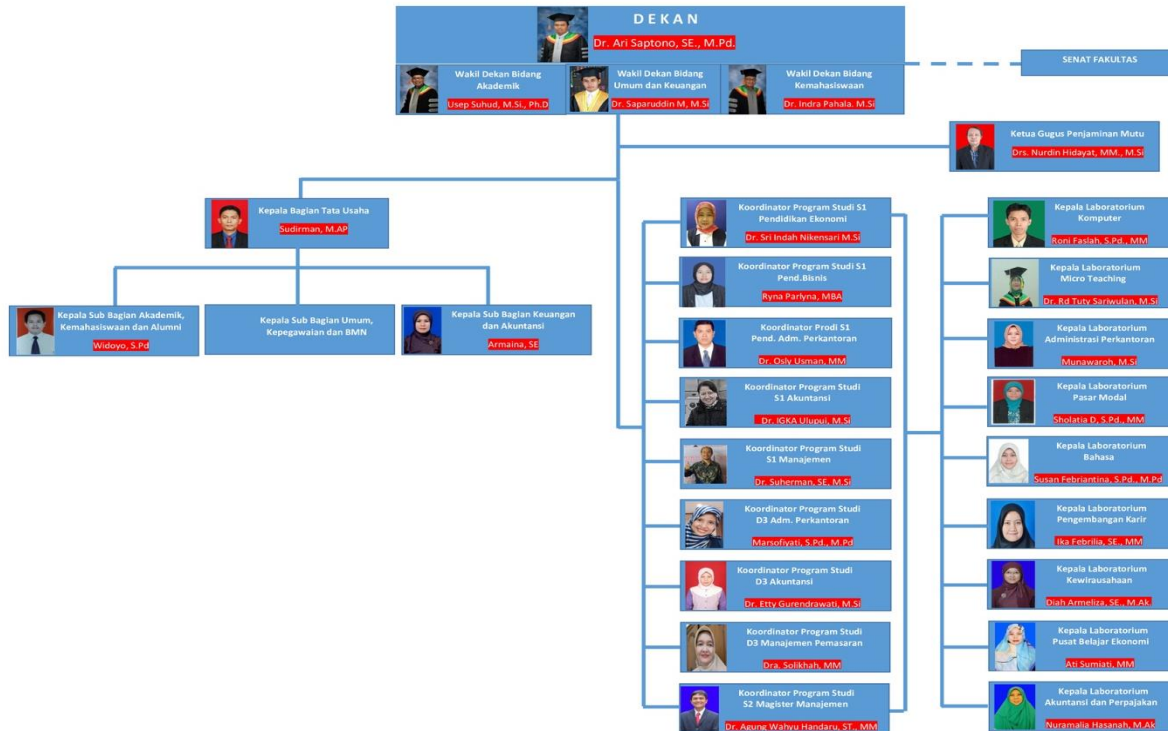 DEKAN
Dr. Ari Saptono, SE., M.Pd.
Wakil Dekan Bidang
Akademik
Usep Suhud, M.Si., Ph.D
Wakil Dekan Bidang
Umum dan Keuangan
Dr. Saparuddin M, M.Si
Wakil Dekan Bidang
Kemahasiswaan
Dr. Indra Pahala. M.Si
SENAT FAKULTAS
Ketua Gugus Penjaminan Mutu
Drs. Nurdin Hidayat, MM., M.Si
Kepala Bagian Tata Usaha
Sudirman, M.AP
Kepala Sub Bagian Akademik,
Kemahasiswaan dan Alumni
Widoyo, S.Pd
Kepala Sub Bagian Umum,
Kepegawaian dan BMN
Kepala Sub Bagian Keuangan
dan Akuntansi
Armaina, SE
Koordinator Program Studi S1
Pendidikan Ekonomi
Dr. Sri Indah Nikensari M.Si
Koordinator Program Studi S1
Pend.Bisnis
Ryna Parlyna, MBA
Koordinator Prodi S1
Pend. Adm. Perkantoran
Dr. Osly Usman, MM
Koordinator Program Studi
S1 Akuntansi
Dr. IGKA Ulupui, M.Si
Koordinator Program Studi
S1 Manajemen
Dr. Suherman, SE, M.Si
Koordinator Program Studi
D3 Adm. Perkantoran
Marsofiyati, S.Pd., M.Pd
Koordinator Program Studi
D3 Akuntansi
Dr. Etty Gurendrawati, M.Si
Koordinator Program Studi
D3 Manajemen Pemasaran
Dra. Solikhah, MM
Koordinator Program Studi
S2 Magister Manajemen
Dr. Agung Wahyu Handaru, ST., MM
Kepala Laboratorium
Komputer
Roni Faslah, S.Pd., MM
Kepala Laboratorium
Micro Teaching
Dr. Rd Tuty Sariwulan, M.Si
Kepala Laboratorium
Administrasi Perkantoran
Munawaroh, M.Si
Kepala Laboratorium
Pasar Modal
Sholatia D, S.Pd., MM
Kepala Laboratorium
Bahasa
Susan Febriantina, S.Pd., M.Pd
Kepala Laboratorium
Pengembangan Karir
Ika Febrilia, SE., MM
Kepala Laboratorium
Kewirausahaan
Diah Armeliza, SE., M.Ak.
Kepala Laboratorium
Pusat Belajar Ekonomi
Ati Sumiati, MM
Kepala Laboratorium
Akuntansi dan Perpajakan
Nuramalia Hasanah, M.Ak